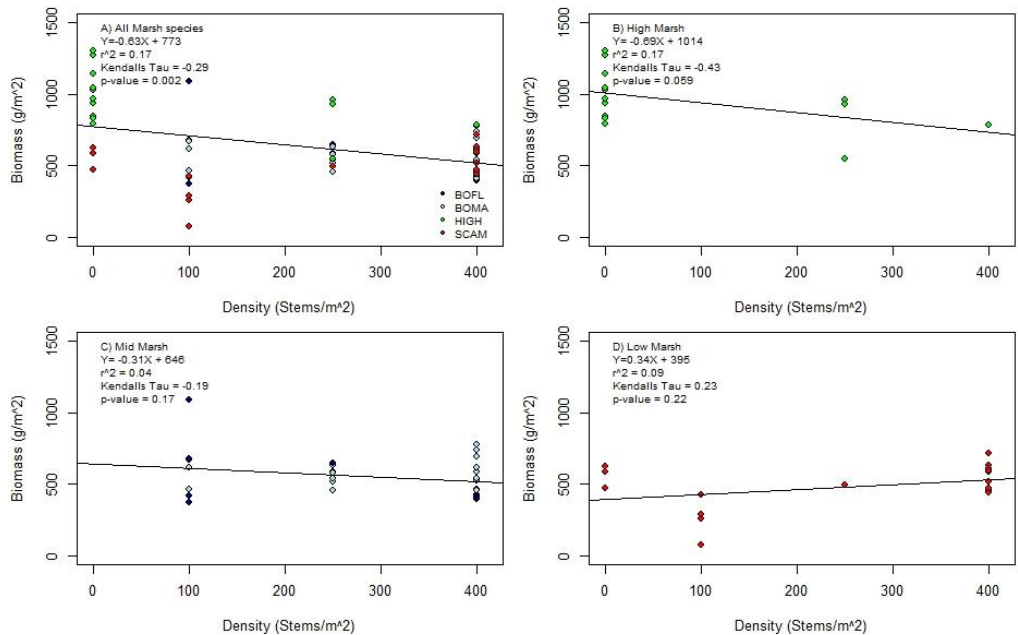 A) All Marsh species
Y=-0.63X + 773
r^2 = 0.17
Kendalls Tau = -0.29
p-value = 0.002
BOFL
BOMA
HIGH
SCAM
0
500
1000
1500
Biomass (g/m^2)
0 100 200 300 400
Density (Stems/m^2)
B) High Marsh
Y= -0.69X + 1014
r^2 = 0.17
Kendalls Tau = -0.43
p-value = 0.059
0
500
1000
1500
Biomass (g/m^2)
0 100 200 300 400
Density (Stems/m^2)
C) Mid Marsh
Y= -0.31X + 646
r^2 = 0.04
Kendalls Tau = -0.19
p-value = 0.17
0
500
1000
1500
Biomass (g/m^2)
0 100 200 300 400
Density (Stems/m^2)
D) Low Marsh
Y=0.34X + 395
r^2 = 0.09
Kendalls Tau = 0.23
p-value = 0.22
0
500
1000
1500
Biomass (g/m^2)
0 100 200 300 400
Density (Stems/m^2)